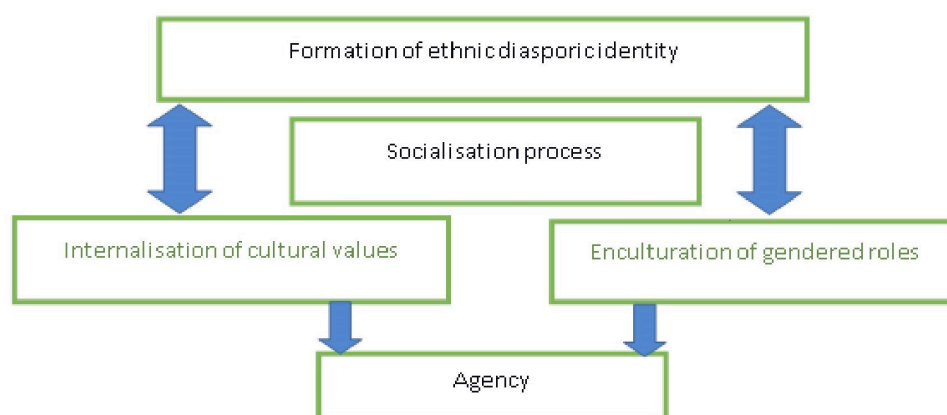 Formation of ethnic diasporic identity
Socialisation process
Internalisation of cultural values
Enculturation of gendered roles
Agency